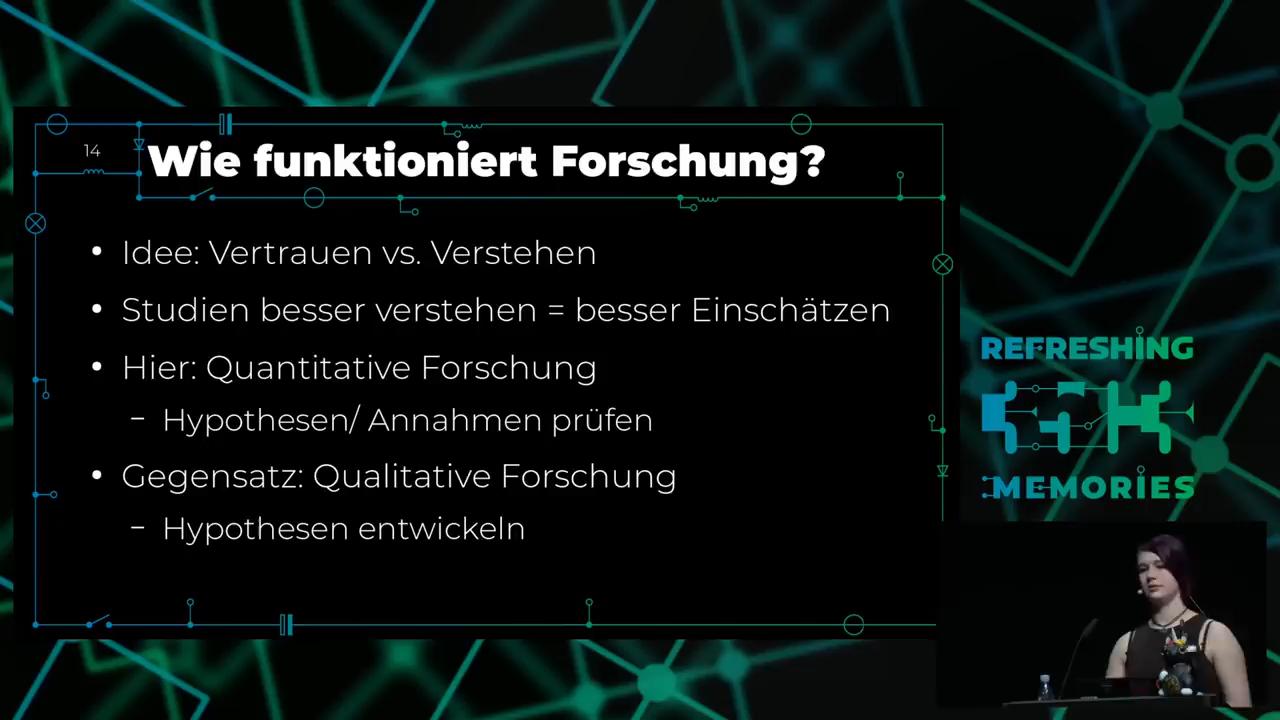 14
Wie funktioniert Forschung?
• Idee: Vertrauen vs. Verstehen
• Studien besser verstehen = besser Einschätzen
• Hier: Quantitative Forschung
– Hypothesen/ Annahmen prüfen
• Gegensatz: Qualitative Forschung
– Hypothesen entwickeln
REFRESHING
MEMORIES